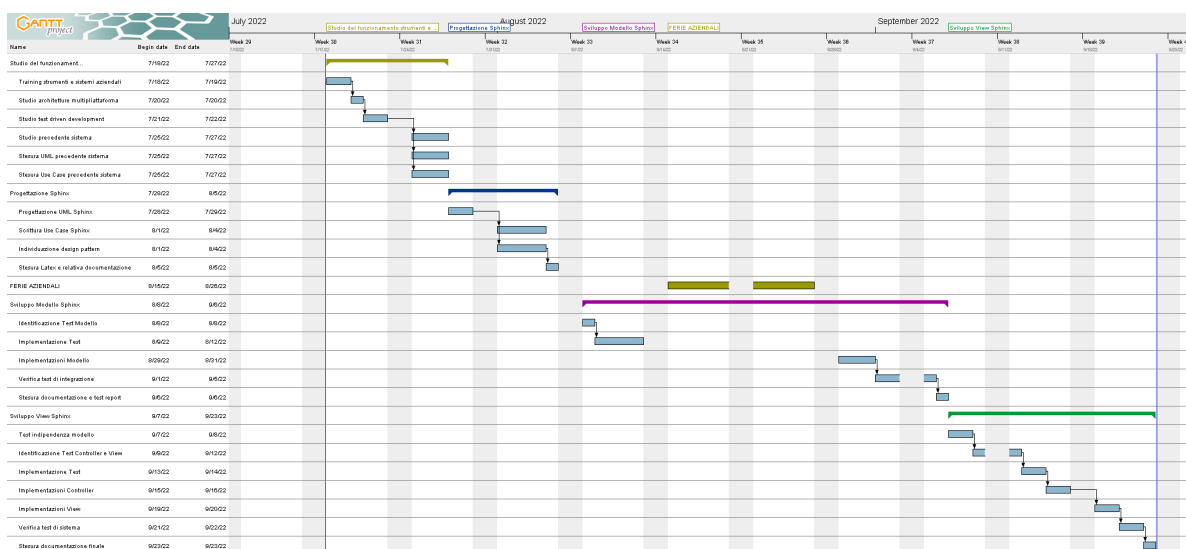 GANTT
project
July 2022
August 2022
September 2022
Studio del funzionamento strumenti e ...
Progettazione Sphinx
Sviluppo Modello Sphinx
FERIE AZIENDALI
Sviluppo View Sphinx
Name Begin date End date
Week 29 Week 30 Week 31 Week 32 Week 33 Week 34 Week 35 Week 36 Week 37 Week 38 Week 39
Studio del funzionament... 7/18/22 7/27/22
Training strumenti e sistemi aziendali 7/18/22 7/19/22
Studio architetture multipliattaforma 7/20/22 7/20/22
Studio test driven development 7/21/22 7/22/22
Studio precedente sistema 7/25/22 7/27/22
Stesura UML precedente sistema 7/25/22 7/27/22
Stesura Use Case precedente sistema 7/25/22 7/27/22
Progettazione Sphinx 7/28/22 8/5/22
Progettazione UML Sphinx 7/28/22 7/29/22
Scrittura Use Case Sphinx 8/1/22 8/4/22
Individuazione design pattern 8/1/22 8/4/22
Stesura Latex e relativa documentazione 8/5/22 8/5/22
FERIE AZIENDALI 8/15/22 8/26/22
Sviluppo Modello Sphinx 8/8/22 9/6/22
Identificazione Test Modello 8/8/22 8/8/22
Implementazione Test 8/9/22 8/12/22
Implementazioni Modello 8/29/22 8/31/22
Verifica test di integrazione 9/1/22 9/5/22
Stesura documentazione e test report 9/6/22 9/6/22
Sviluppo View Sphinx 9/7/22 9/23/22
Test indipendenza modello 9/7/22 9/8/22
Identificazione Test Controller e View 9/9/22 9/12/22
Implementazione Test 9/13/22 9/14/22
Implementazioni Controller 9/15/22 9/16/22
Implementazioni View 9/19/22 9/20/22
Verifica test di sistema 9/21/22 9/22/22
Stesura documentazione finale 9/23/22 9/23/22